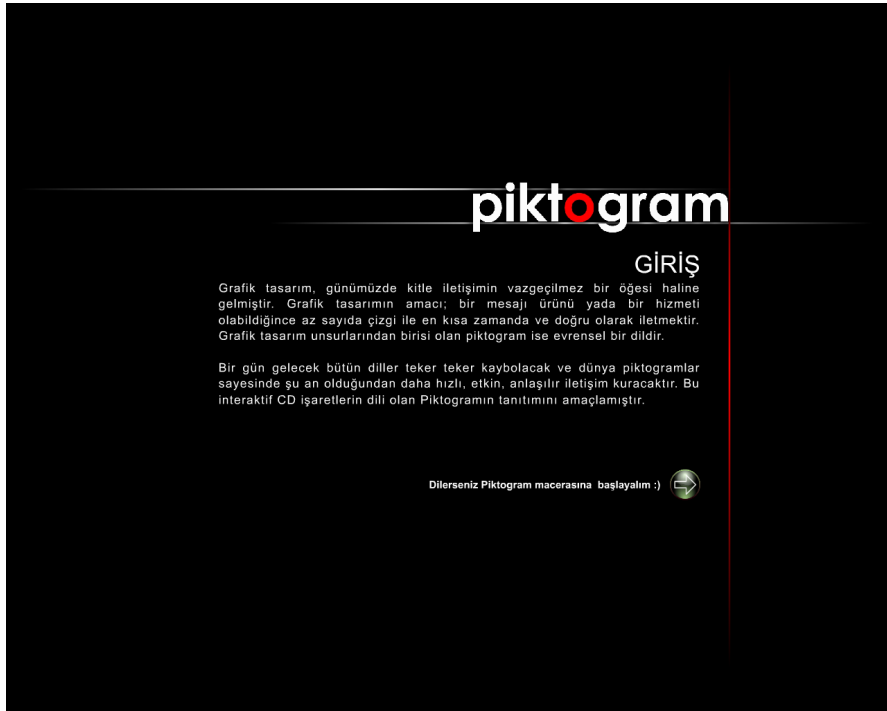 piktogram
GİRİŞ
Grafik tasarım, günümüzde kitle iletişimin vazgeçilmez bir öğesi haline
gelmiştir. Grafik tasarımın amacı; bir mesajı ürünü yada bir hizmeti
olabildiğince az sayıda çizgi ile en kısa zamanda ve doğru olarak iletmektir.
Grafik tasarım unsurlarından birisi olan piktogram ise evrensel bir dildir.
Bir gün gelecek bütün diller teker teker kaybolacak ve dünya piktogramlar
sayesinde şu an olduğundan daha hızlı, etkin, anlaşılır iletişim kuracaktır. Bu
interaktif CD işaretlerin dili olan Piktogramın tanıtımını amaçlamıştır.
Dilerseniz Piktogram macerasına başlayalım :)